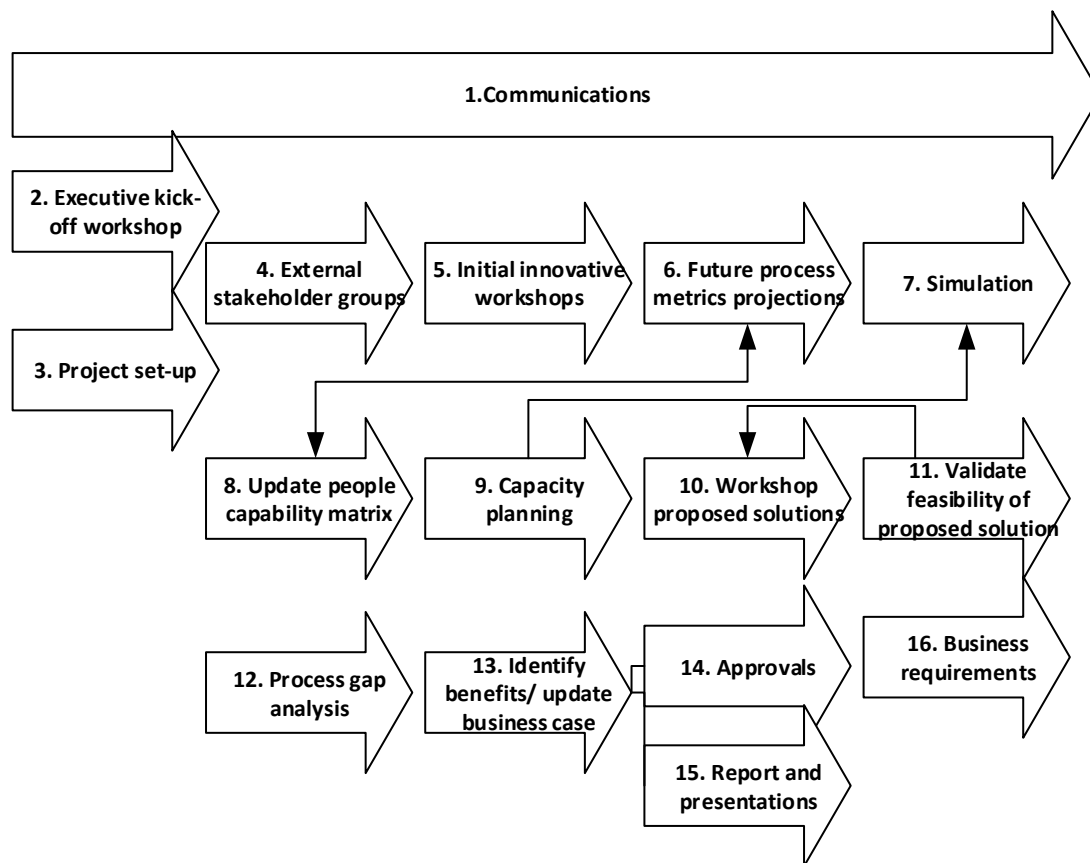 1.Communications
2. Executive kick-
off workshop
3. Project set-up
4. External
stakeholder groups
5. Initial innovative
workshops
6. Future process
metrics projections
7. Simulation
8. Update people
capability matrix
9. Capacity
planning
10. Workshop
proposed solutions
11. Validate
feasibility of
proposed solution
12. Process gap
analysis
13. Identify
benefits/ update
business case
14. Approvals
15. Report and
presentations
16. Business
requirements